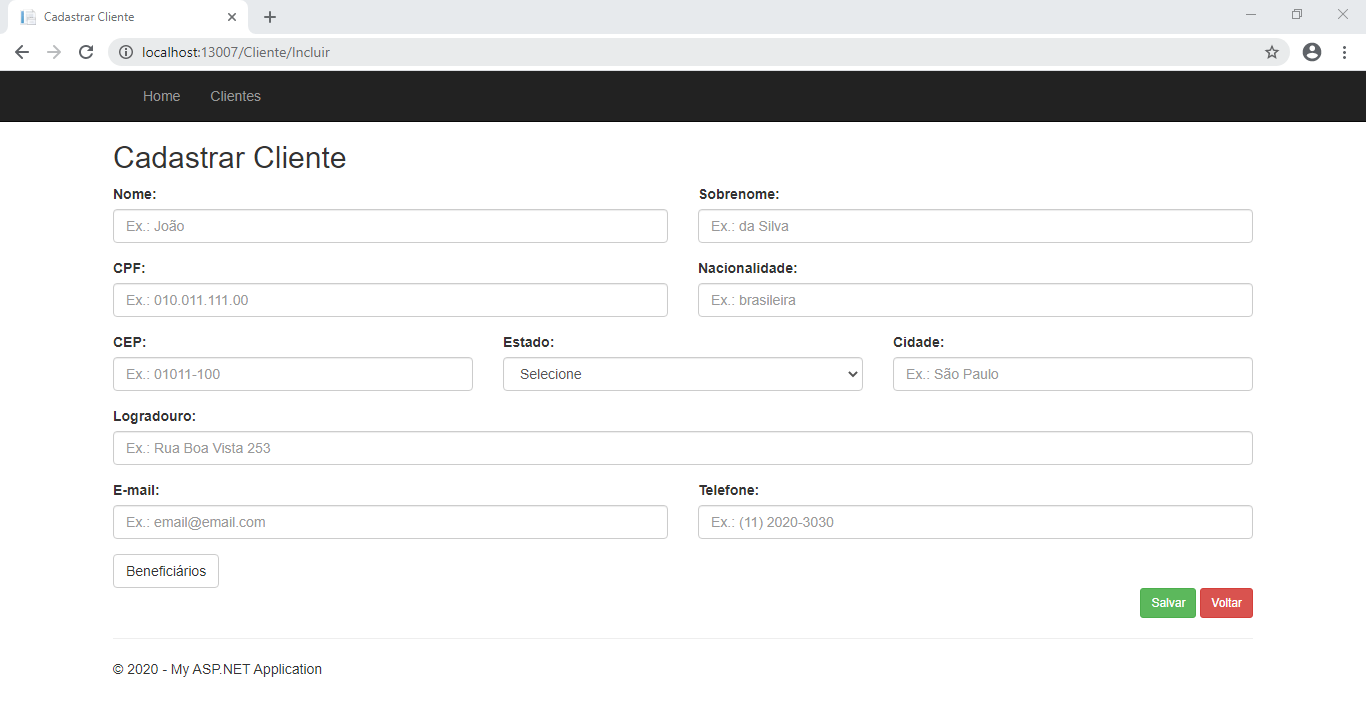 Cadastrar Cliente
localhost:13007/Cliente/Incluir
Home Clientes
Cadastrar Cliente
Nome: Sobrenome:
Ex.: João Ex.: da Silva
CPF: Nacionalidade:
Ex.: 010.011.111.00 Ex.: brasileira
CEP: Estado: Cidade:
Ex.: 01011-100 Selecione Ex.: São Paulo
Logradouro:
Ex.: Rua Boa Vista 253
E-mail: Telefone:
Ex.: email@email.com Ex.: (11) 2020-3030
Beneficiários
Salvar Voltar
© 2020 - My ASP.NET Application